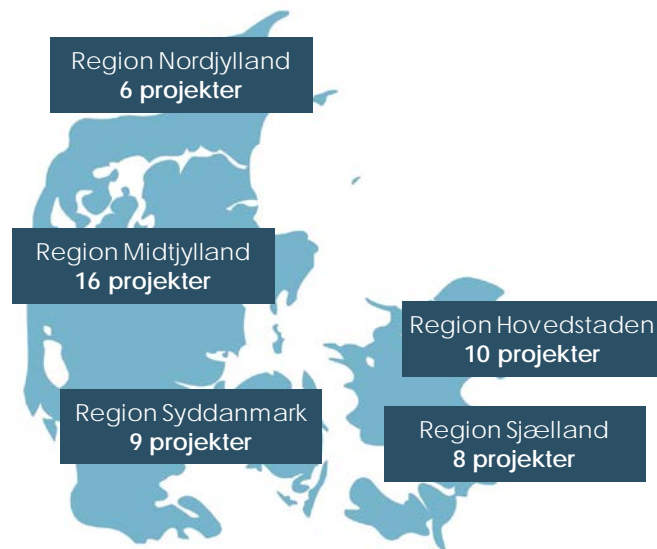 Region Nordjylland
6 projekter
Region Midtjylland
16 projekter
Region Hovedstaden
10 projekter
Region Syddanmark
9 projekter
Region Sjælland
8 projekter